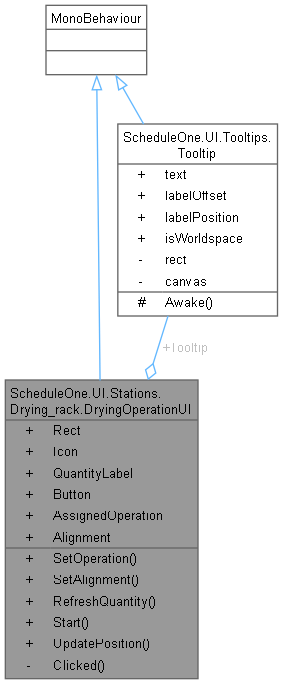 MonoBehaviour
ScheduleOne.UI.Tooltips.
Tooltip
+ text
+ labelOffset
+ labelPosition
+ isWorldspace
- rect
- canvas
# Awake()
+Tooltip
ScheduleOne.UI.Stations.
Drying_rack.DryingOperationUI
+ Rect
+ Icon
+ QuantityLabel
+ Button
+ AssignedOperation
+ Alignment
+ SetOperation()
+ SetAlignment()
+ RefreshQuantity()
+ Start()
+ UpdatePosition()
- Clicked()